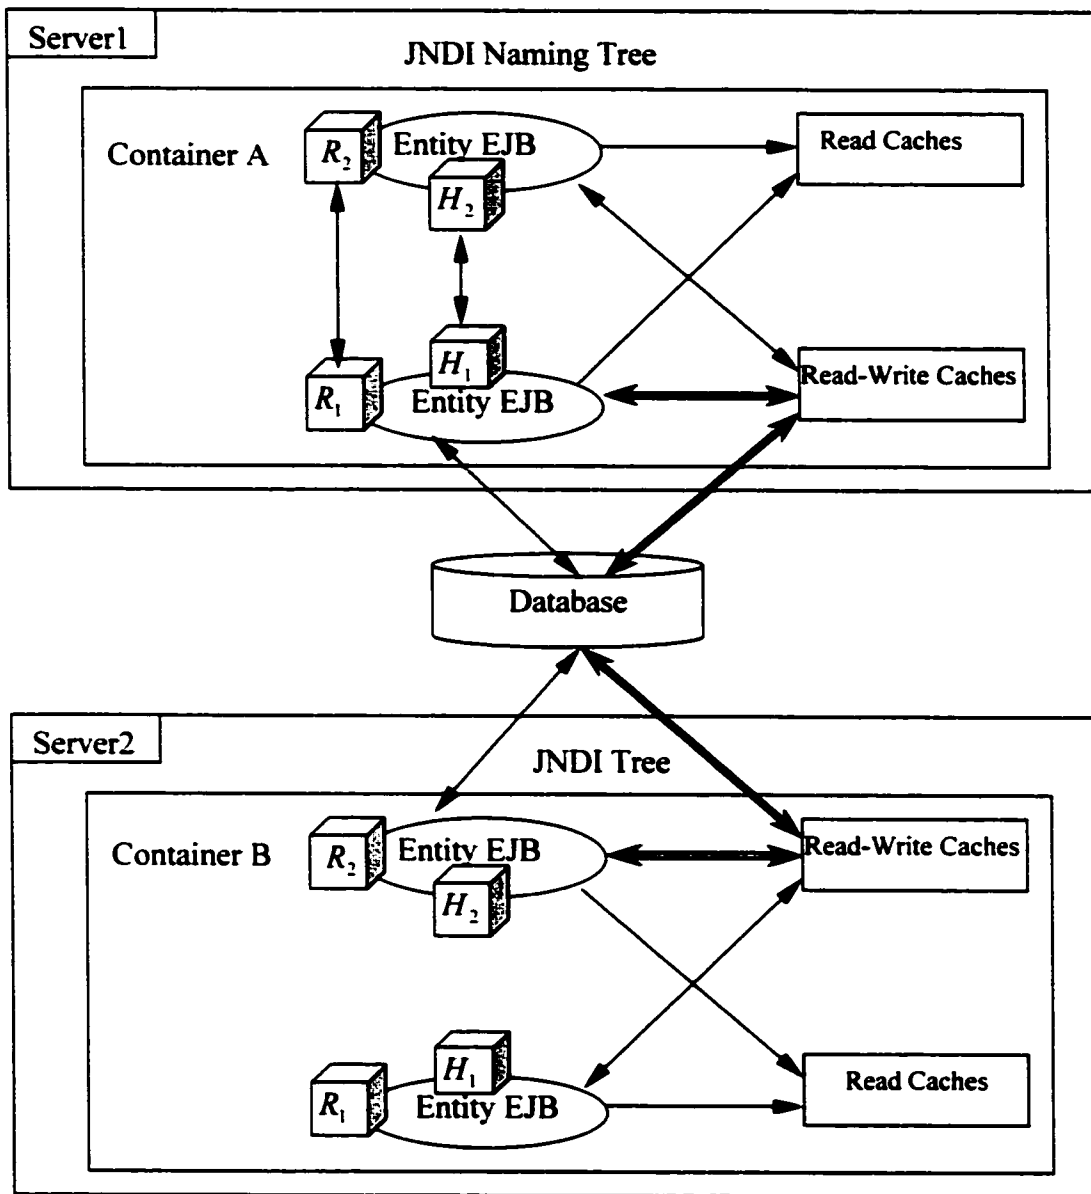 Server1
JNDI Naming Tree
Container A
R₂
Entity EJB
H₂
Read Caches
H₁
R₁
Entity EJB
Read-Write Caches
Database
Server2
JNDI Tree
Container B
R₂
Entity EJB
H₂
Read-Write Caches
H₁
R₁
Entity EJB
Read Caches